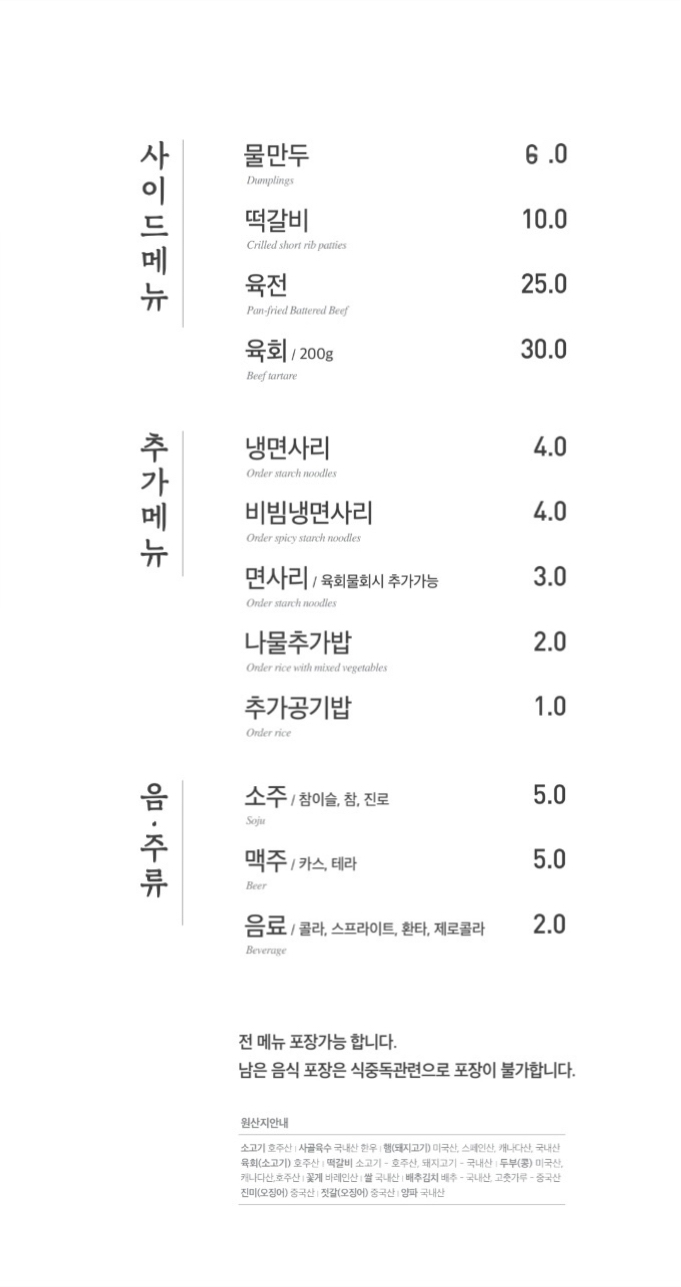 사이드메뉴
물만두 6 .0
Dumplings
떡갈비 10.0
Crilled short rib patties
육전 25.0
Pan-fried Battered Beef
육회 / 200g 30.0
Beef tartare
추가메뉴
냉면사리 4.0
Order starch noodles
비빔냉면사리 4.0
Order spicy starch noodles
면사리 / 육회물회시 추가가능 3.0
Order starch noodles
나물추가밥 2.0
Order rice with mixed vegetables
추가공기밥 1.0
Order rice
음·주류
소주 / 참이슬, 참, 진로 5.0
Soju
맥주 / 카스, 테라 5.0
Beer
음료 / 콜라, 스프라이트, 환타, 제로콜라 2.0
Beverage
전 메뉴 포장가능 합니다.
남은 음식 포장은 식중독관련으로 포장이 불가합니다.
원산지안내
소고기 호주산 | 사골육수 국내산 한우 | 햄(돼지고기) 미국산, 스페인산, 캐나다산, 국내산
육회(소고기) 호주산 | 떡갈비 소고기 - 호주산, 돼지고기 - 국내산 | 두부(콩) 미국산,
캐나다산,호주산 | 꽃게 바레인산 | 쌀 국내산 | 배추김치 배추 - 국내산, 고춧가루 - 중국산
진미(오징어) 중국산 | 젓갈(오징어) 중국산 | 양파 국내산